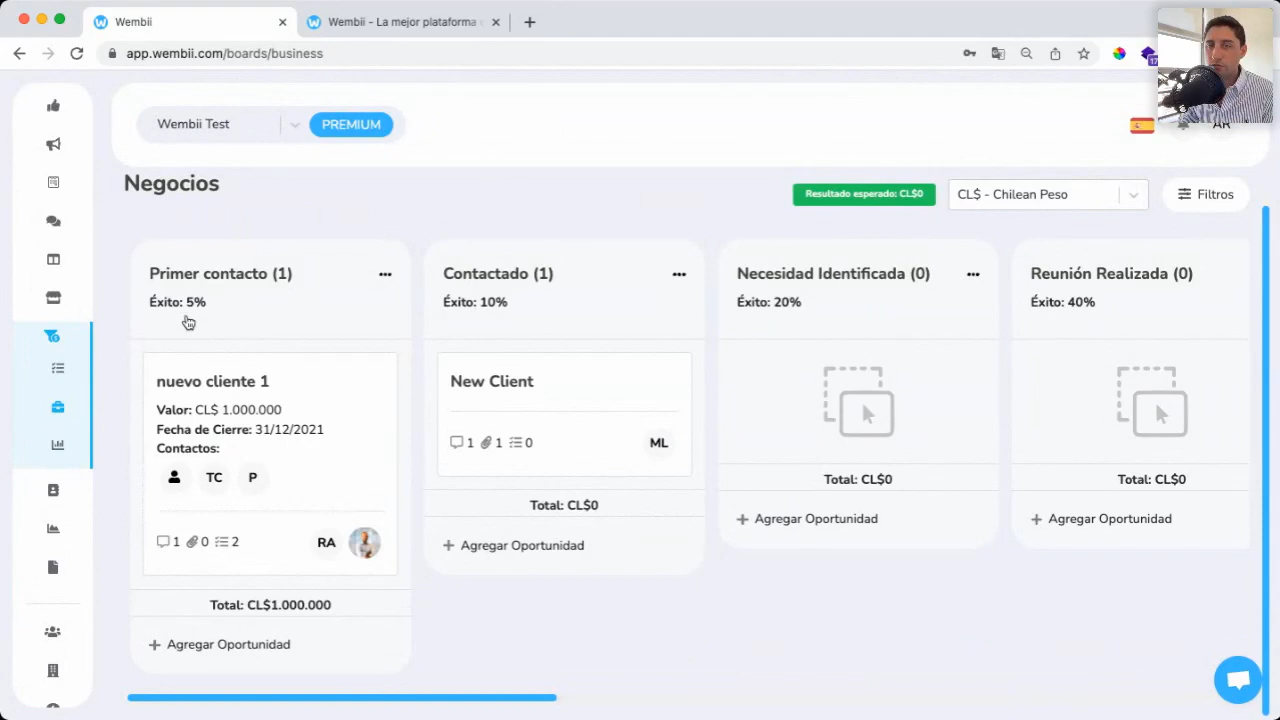 Wembii
Wembii - La mejor plataforma
app.wembii.com/boards/business
17
Wembii Test
PREMIUM
AR
Negocios
Resultado esperado: CL$0
CL$ - Chilean Peso
Filtros
Primer contacto (1)
Éxito: 5%
nuevo cliente 1
Valor: CL$ 1.000.000
Fecha de Cierre: 31/12/2021
Contactos:
TC
P
1 0 2
RA
Total: CL$1.000.000
+ Agregar Oportunidad
Contactado (1)
Éxito: 10%
New Client
1 1 0
ML
Total: CL$0
+ Agregar Oportunidad
Necesidad Identificada (0)
Éxito: 20%
Total: CL$0
+ Agregar Oportunidad
Reunión Realizada (0)
Éxito: 40%
Total: CL$0
+ Agregar Oportunidad